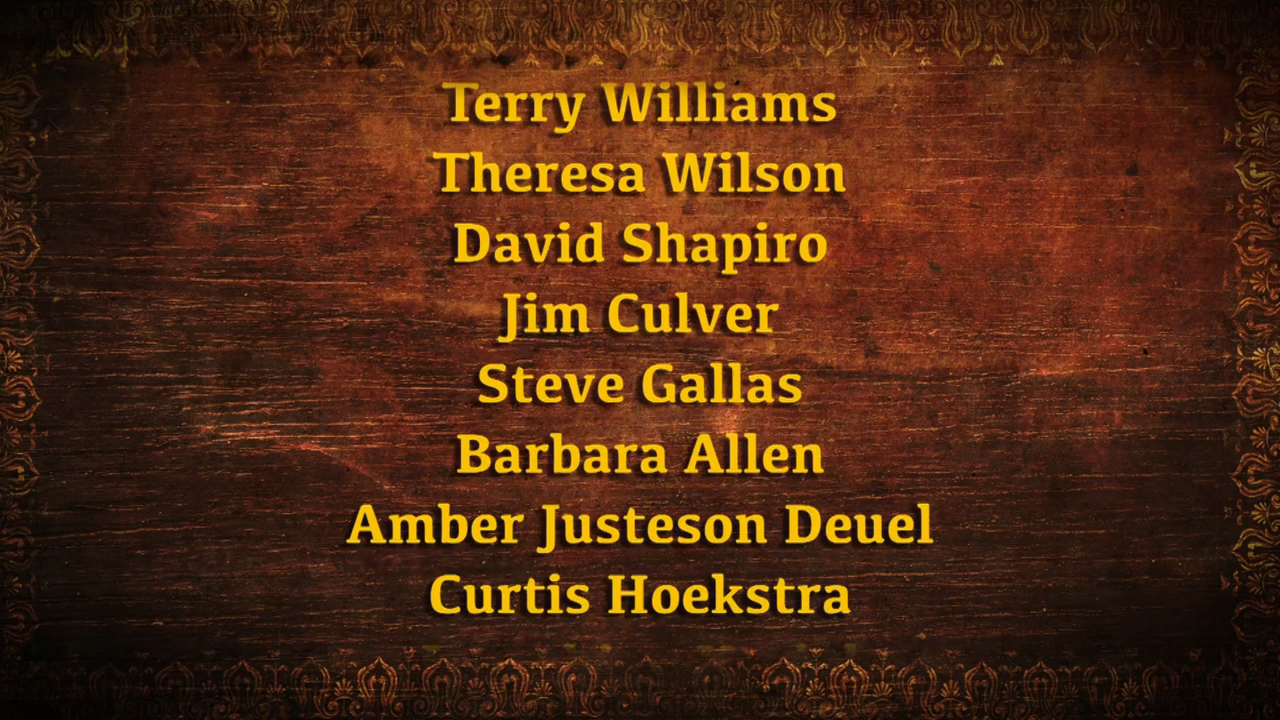 Terry Williams
Theresa Wilson
David Shapiro
Jim Culver
Steve Gallas
Barbara Allen
Amber Justeson Deuel
Curtis Hoekstra